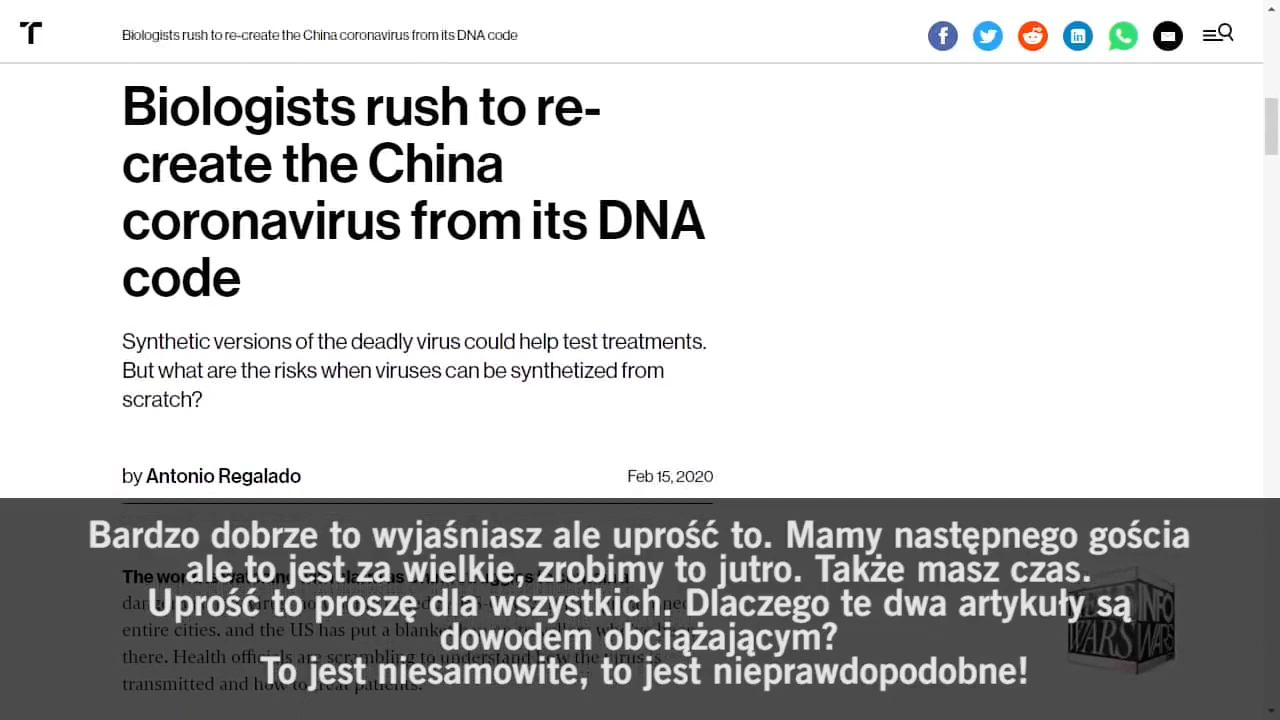 Biologists rush to re-create the China coronavirus from its DNA code
Biologists rush to re-
create the China
coronavirus from its DNA
code
Synthetic versions of the deadly virus could help test treatments.
But what are the risks when viruses can be synthetized from
scratch?
by Antonio Regalado
Feb 15, 2020
Bardzo dobrze to wyjaśniasz ale uprość to. Mamy następnego gościa
ale to jest za wielkie, zrobimy to jutro. Także masz czas.
Uprość to proszę dla wszystkich. Dlaczego te dwa artykuły są
dowodem obciążającym?
To jest niesamowite, to jest nieprawdopodobne!
The
entire cities, and the US has put a
there. Health officials are scrambling to understand how the virus is
transmitted and how to treat patients.
INFO
WARS